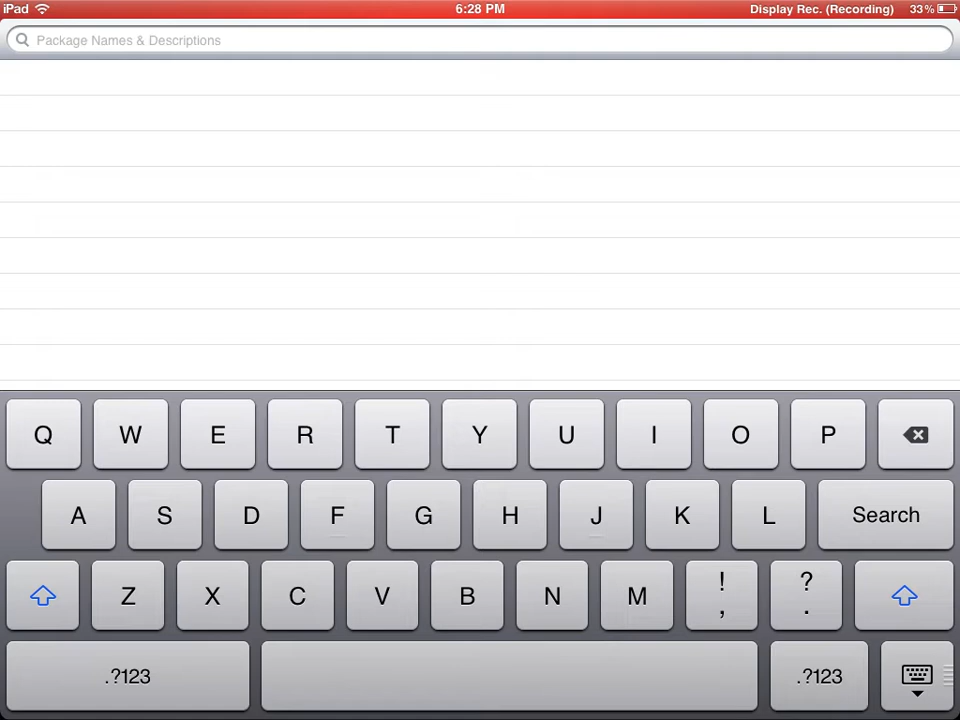 iPad 6:28 PM Display Rec. (Recording) 33%
Package Names & Descriptions
Q W E R T Y U I O P
A S D F G H J K L Search
Z X C V B N M ! , ? .
.?123 .?123